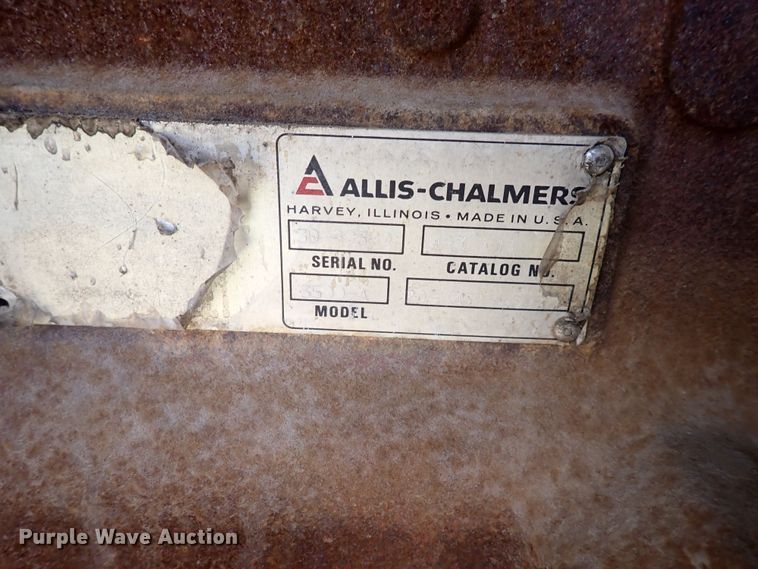 ALLIS-CHALMERS
HARVEY, ILLINOIS • MADE IN U.S.A.
SERIAL NO. CATALOG NO.
MODEL
Purple Wave Auction